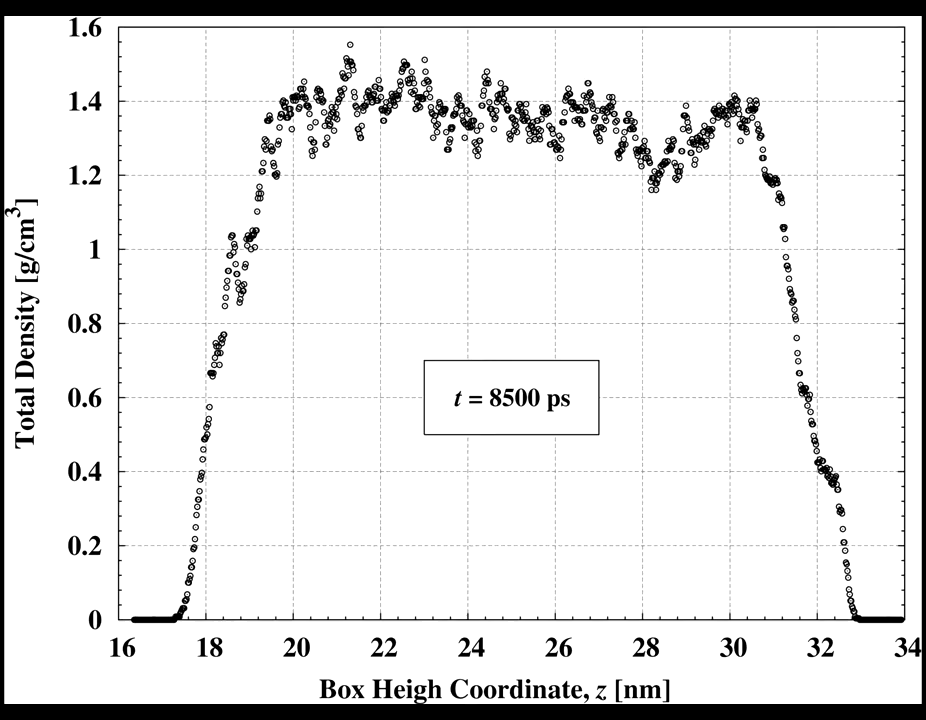 1.6
1.4
1.2
1
0.8
0.6
0.4
0.2
0
Total Density [g/cm³]
t = 8500 ps
16 18 20 22 24 26 28 30 32 34
Box Heigh Coordinate, z [nm]